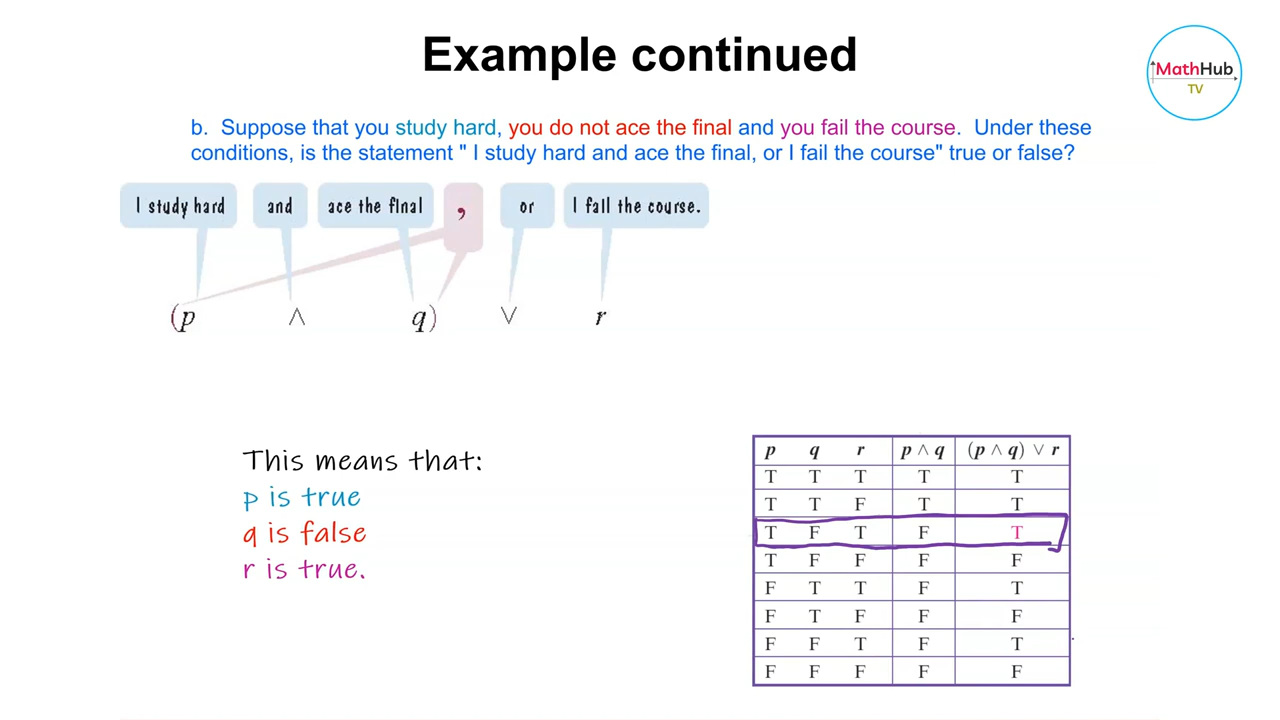 Example continued
MathHub
TV
b. Suppose that you study hard, you do not ace the final and you fail the course. Under these
conditions, is the statement " I study hard and ace the final, or I fail the course" true or false?
I study hard and ace the final , or I fail the course.
(p ∧ q) ∨ r
This means that:
p is true
q is false
r is true.
p q r p ∧ q (p ∧ q) ∨ r
T T T T T
T T F T T
T F T F T
T F F F F
F T T F T
F T F F F
F F T F T
F F F F F